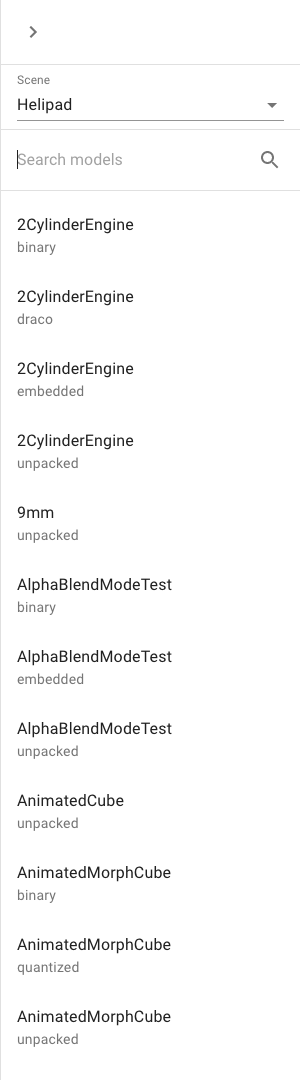 Scene
Helipad
Search models
2CylinderEngine
binary
2CylinderEngine
draco
2CylinderEngine
embedded
2CylinderEngine
unpacked
9mm
unpacked
AlphaBlendModeTest
binary
AlphaBlendModeTest
embedded
AlphaBlendModeTest
unpacked
AnimatedCube
unpacked
AnimatedMorphCube
binary
AnimatedMorphCube
quantized
AnimatedMorphCube
unpacked